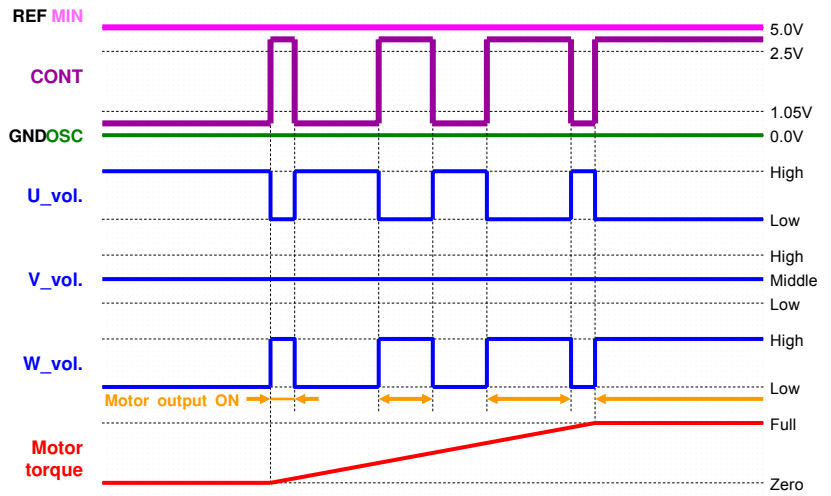 REF MIN
5.0V
2.5V
CONT
1.05V
GNDOSC
0.0V
High
U_vol.
Low
High
V_vol.
Middle
Low
High
W_vol.
Low
Motor output ON
Full
Motor
torque
Zero